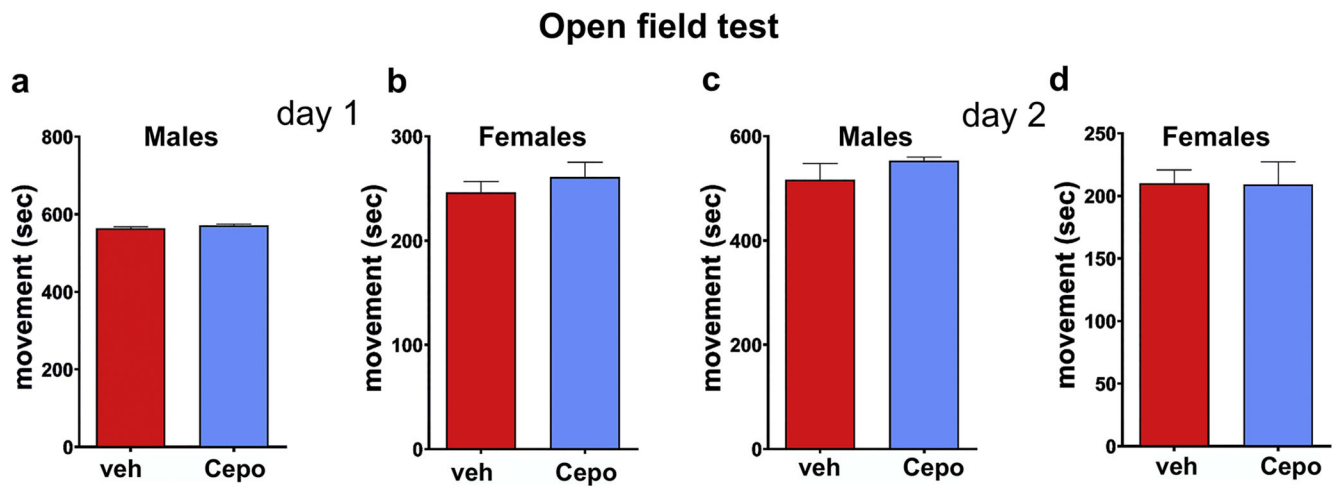 Open field test
a
day 1
Males
movement (sec)
800
600
400
200
0
veh Cepo
b
Females
movement (sec)
300
200
100
0
veh Cepo
c
day 2
Males
movement (sec)
600
400
200
0
veh Cepo
d
Females
movement (sec)
250
200
150
100
50
0
veh Cepo